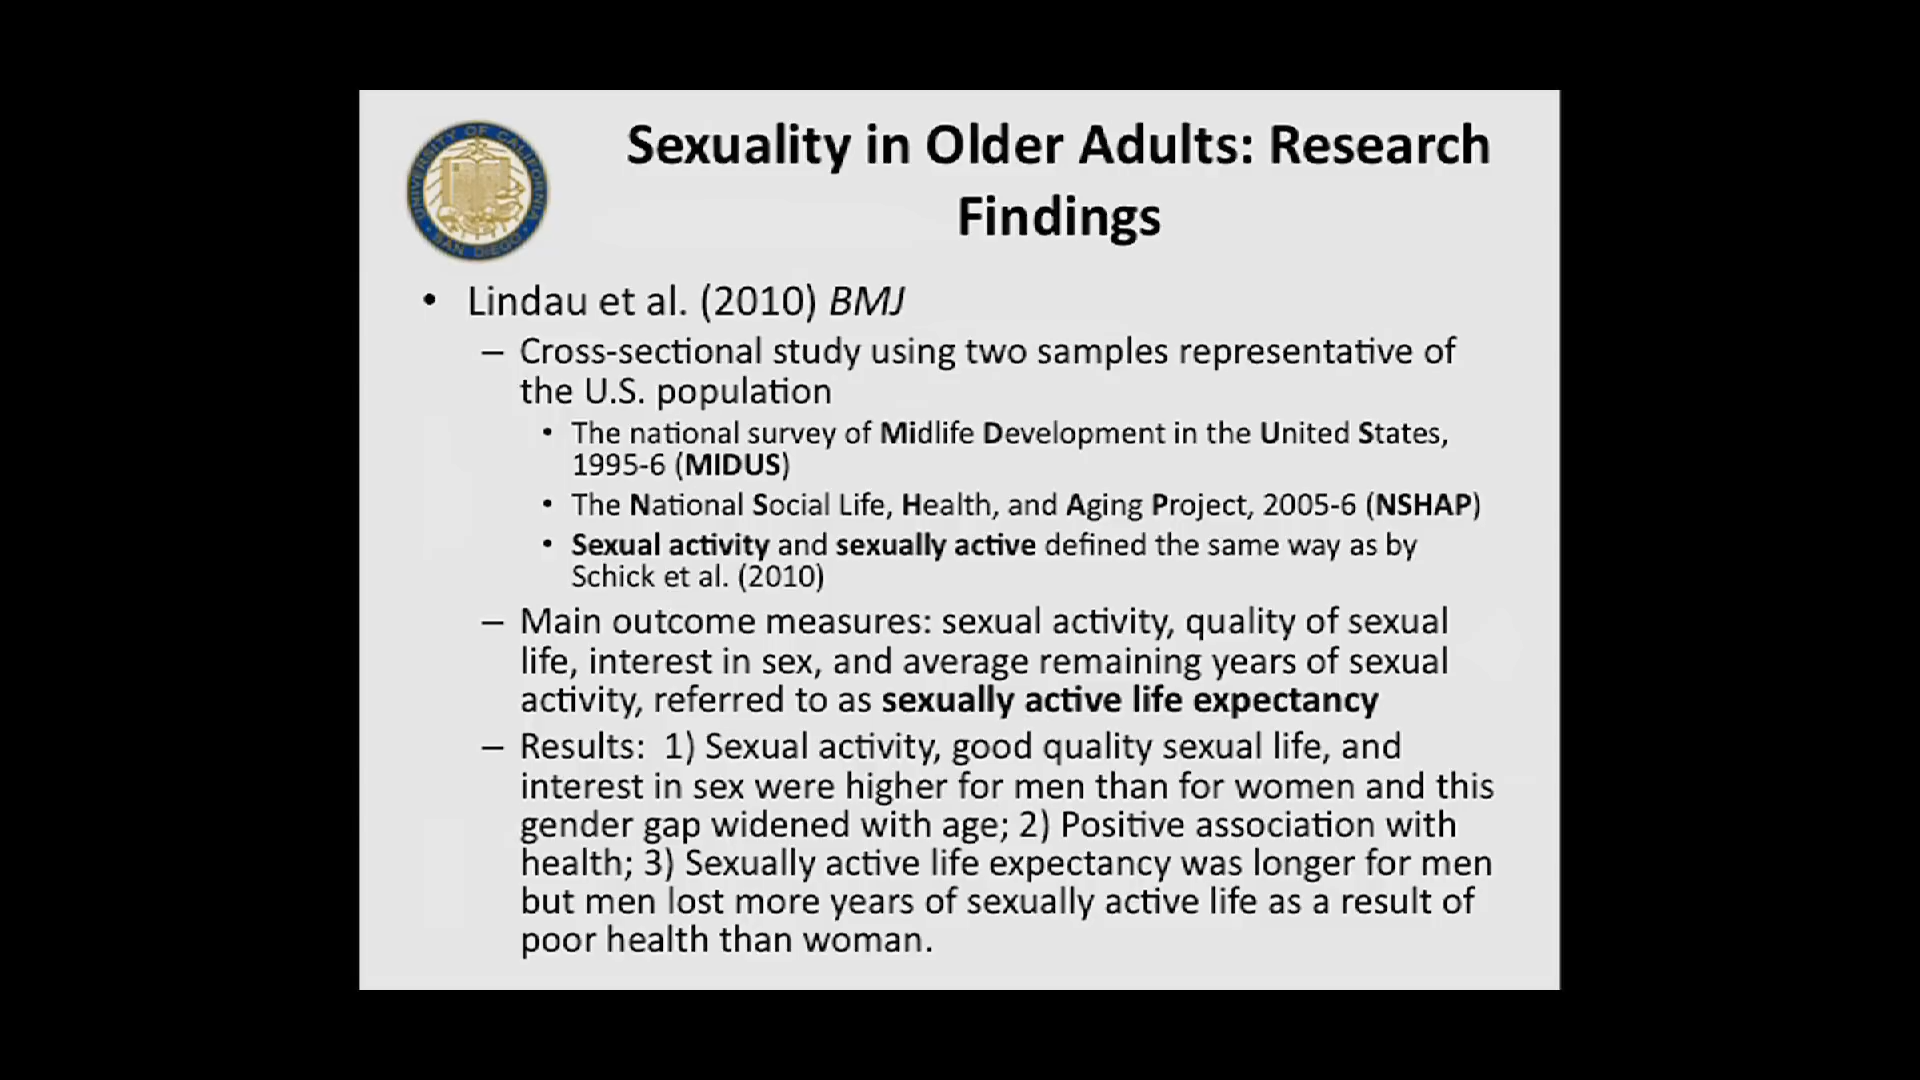 UNIVERSITY OF CALIFORNIA
SAN DIEGO
Sexuality in Older Adults: Research
Findings
• Lindau et al. (2010) BMJ
– Cross-sectional study using two samples representative of
the U.S. population
• The national survey of Midlife Development in the United States,
1995-6 (MIDUS)
• The National Social Life, Health, and Aging Project, 2005-6 (NSHAP)
• Sexual activity and sexually active defined the same way as by
Schick et al. (2010)
– Main outcome measures: sexual activity, quality of sexual
life, interest in sex, and average remaining years of sexual
activity, referred to as sexually active life expectancy
– Results:  1) Sexual activity, good quality sexual life, and
interest in sex were higher for men than for women and this
gender gap widened with age; 2) Positive association with
health; 3) Sexually active life expectancy was longer for men
but men lost more years of sexually active life as a result of
poor health than woman.